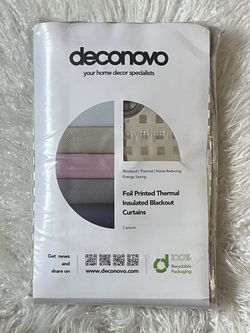 deconovo
your home decor specialists
Blackout | Thermal | Noise Reducing
Energy Saving
Foil Printed Thermal
Insulated Blackout
Curtains
2 pieces
Get news
and
share on
www.deconovo.com
100%
Recyclable
Packaging